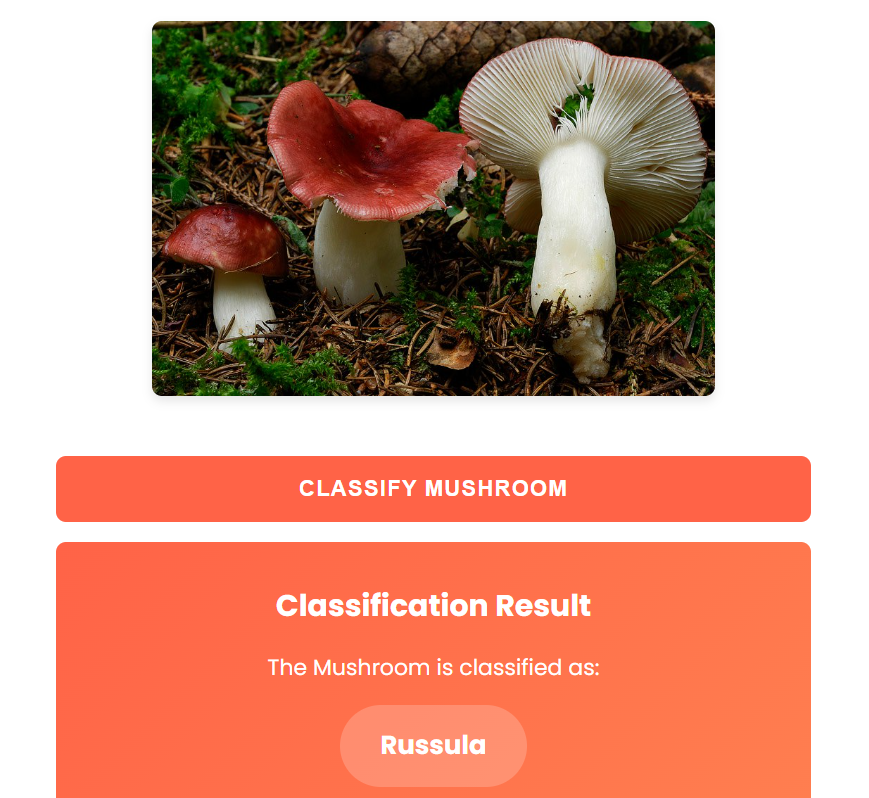 CLASSIFY MUSHROOM
Classification Result
The Mushroom is classified as:
Russula